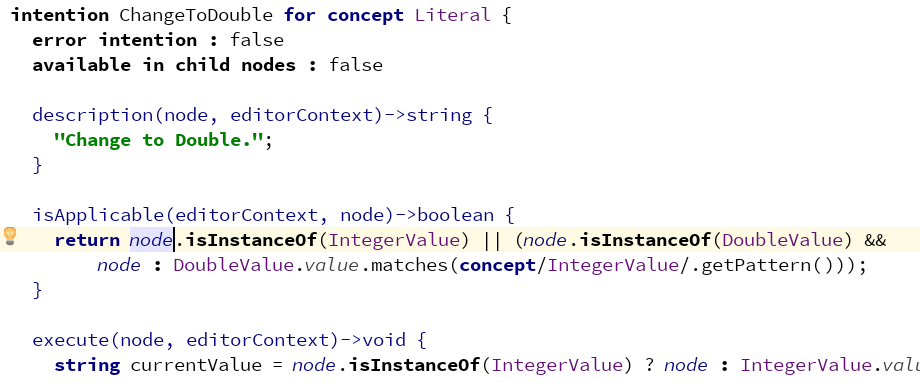 intention ChangeToDouble for concept Literal {
error intention : false
available in child nodes : false
description(node, editorContext)->string {
"Change to Double.";
}
isApplicable(editorContext, node)->boolean {
return node.isInstanceOf(IntegerValue) || (node.isInstanceOf(DoubleValue) &&
node : DoubleValue.value.matches(concept/IntegerValue/.getPattern()));
}
execute(node, editorContext)->void {
string currentValue = node.isInstanceOf(IntegerValue) ? node : IntegerValue.